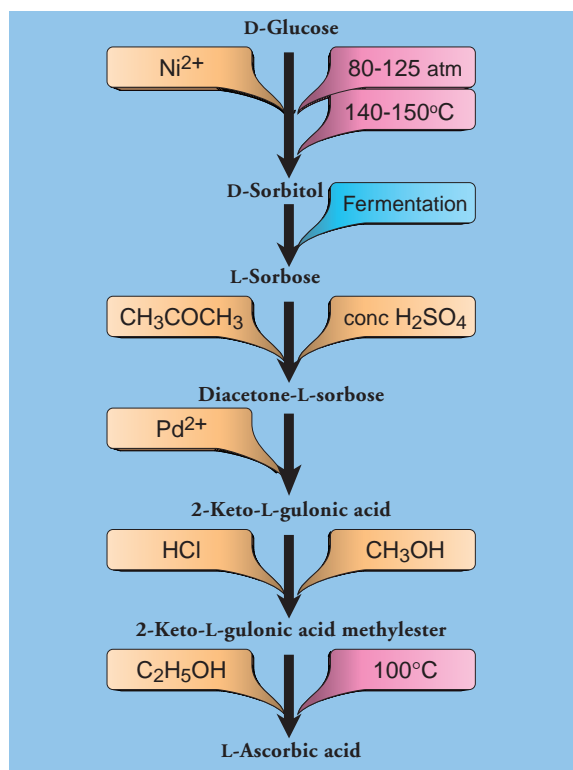 D-Glucose
Ni2+
80-125 atm
140-150oC
D-Sorbitol
Fermentation
L-Sorbose
CH3COCH3
conc H2SO4
Diacetone-L-sorbose
Pd2+
2-Keto-L-gulonic acid
HCl
CH3OH
2-Keto-L-gulonic acid methylester
C2H5OH
100°C
L-Ascorbic acid